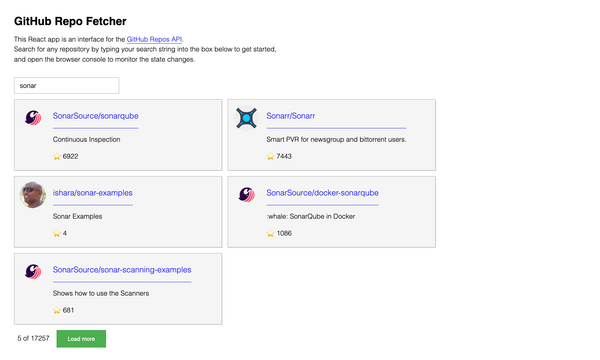 GitHub Repo Fetcher
This React app is an interface for the GitHub Repos API.
Search for any repository by typing your search string into the box below to get started,
and open the browser console to monitor the state changes.
sonar
SonarSource/sonarqube
Continuous Inspection
6922
Sonarr/Sonarr
Smart PVR for newsgroup and bittorrent users.
7443
ishara/sonar-examples
Sonar Examples
4
SonarSource/docker-sonarqube
:whale: SonarQube in Docker
1086
SonarSource/sonar-scanning-examples
Shows how to use the Scanners
681
5 of 17257
Load more